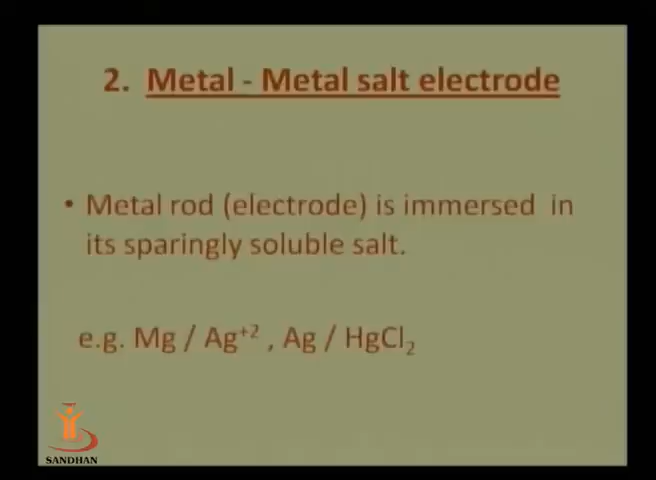 2. Metal - Metal salt electrode
• Metal rod (electrode) is immersed in
its sparingly soluble salt.
e.g. Mg / Ag⁺² , Ag / HgCl₂
SANDHAN